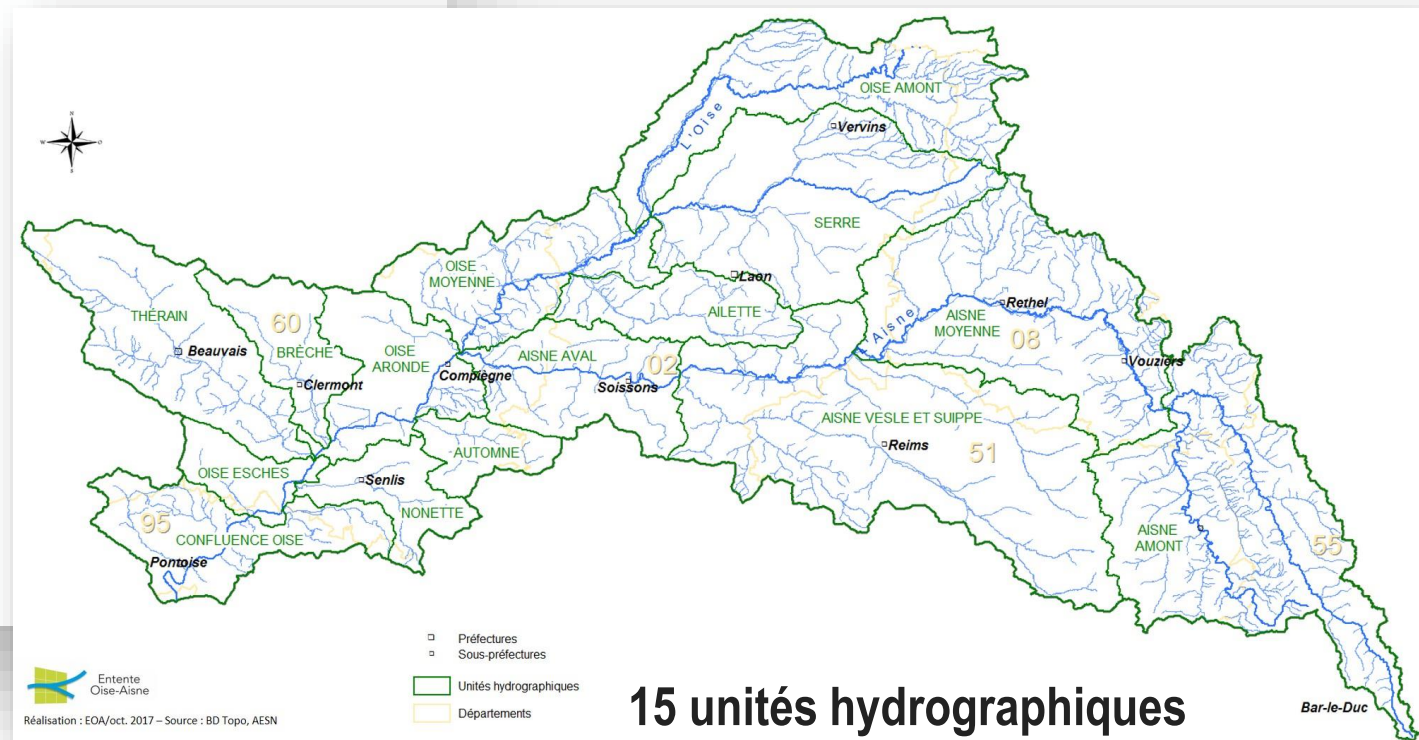 OISE AMONT
Vervins
L'Oise
SERRE
OISE
MOYENNE
Laon
AILETTE
THÉRAIN
60
Beauvais
BRÈCHE
Clermont
OISE
ARONDE
Compiègne
AISNE AVAL
02
Soissons
Aisne
Rethel
AISNE
MOYENNE
08
Vouziers
AISNE VESLE ET SUIPPE
Reims
51
AUTOMNE
OISE ESCHES
Senlis
NONETTE
95
CONFLUENCE OISE
Pontoise
AISNE
AMONT
55
Bar-le-Duc
N
W
O
S
Préfectures
Sous-préfectures
Unités hydrographiques
Départements
Entente
Oise-Aisne
Réalisation : EOA/oct. 2017 – Source : BD Topo, AESN
15 unités hydrographiques